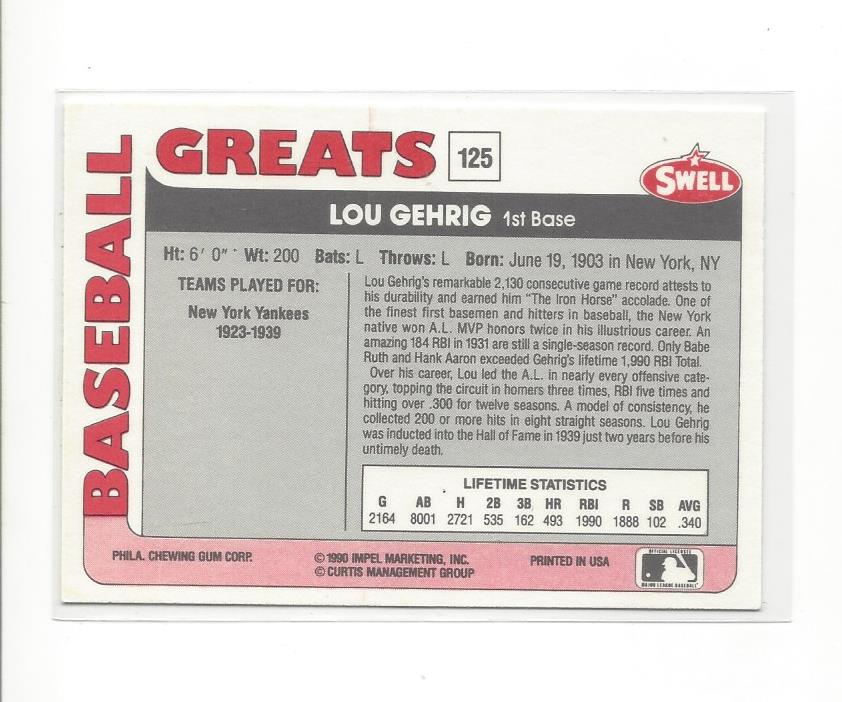 BASEBALL
GREATS
125
SWELL
LOU GEHRIG 1st Base
Ht: 6' 0" Wt: 200 Bats: L Throws: L Born: June 19, 1903 in New York, NY
TEAMS PLAYED FOR:
New York Yankees
1923-1939
Lou Gehrig's remarkable 2,130 consecutive game record attests to
his durability and earned him "The Iron Horse" accolade. One of
the finest first basemen and hitters in baseball, the New York
native won A.L. MVP honors twice in his illustrious career. An
amazing 184 RBI in 1931 are still a single-season record. Only Babe
Ruth and Hank Aaron exceeded Gehrig's lifetime 1,990 RBI Total.
Over his career, Lou led the A.L. in nearly every offensive cate-
gory, topping the circuit in homers three times, RBI five times and
hitting over .300 for twelve seasons. A model of consistency, he
collected 200 or more hits in eight straight seasons. Lou Gehrig
was inducted into the Hall of Fame in 1939 just two years before his
untimely death.
LIFETIME STATISTICS
G AB H 2B 3B HR RBI R SB AVG
2164 8001 2721 535 162 493 1990 1888 102 .340
PHILA. CHEWING GUM CORP.
© 1990 IMPEL MARKETING, INC.
© CURTIS MANAGEMENT GROUP
PRINTED IN USA
OFFICIAL LICENSEE
MAJOR LEAGUE BASEBALL